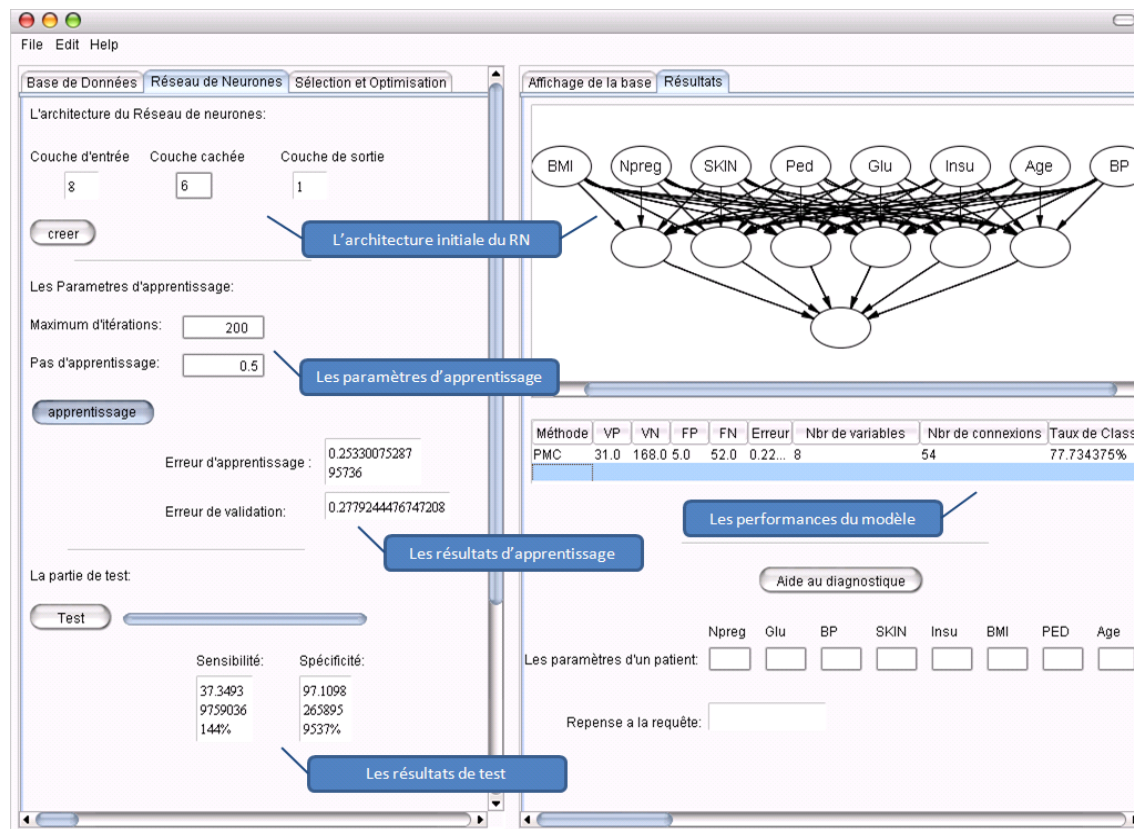 File Edit Help
Base de Données Réseau de Neurones Sélection et Optimisation
L'architecture du Réseau de neurones:
Couche d'entrée Couche cachée Couche de sortie
8 6 1
creer
L'architecture initiale du RN
Les Parametres d'apprentissage:
Maximum d'itérations: 200
Pas d'apprentissage: 0.5
Les paramètres d'apprentissage
apprentissage
Erreur d'apprentissage : 0.25330075287
95736
Erreur de validation: 0.2779244476747208
Les résultats d'apprentissage
La partie de test:
Test
Sensibilité: Spécificité:
37.3493 97.1098
9759036 265895
144% 9537%
Les résultats de test
Affichage de la base Résultats
BMI Npreg SKIN Ped Glu Insu Age BP
Méthode VP VN FP FN Erreur Nbr de variables Nbr de connexions Taux de Class
PMC 31.0 168.0 5.0 52.0 0.22... 8 54 77.734375%
Les performances du modèle
Aide au diagnostique
Npreg Glu BP SKIN Insu BMI PED Age
Les paramètres d'un patient:
Repense a la requête: